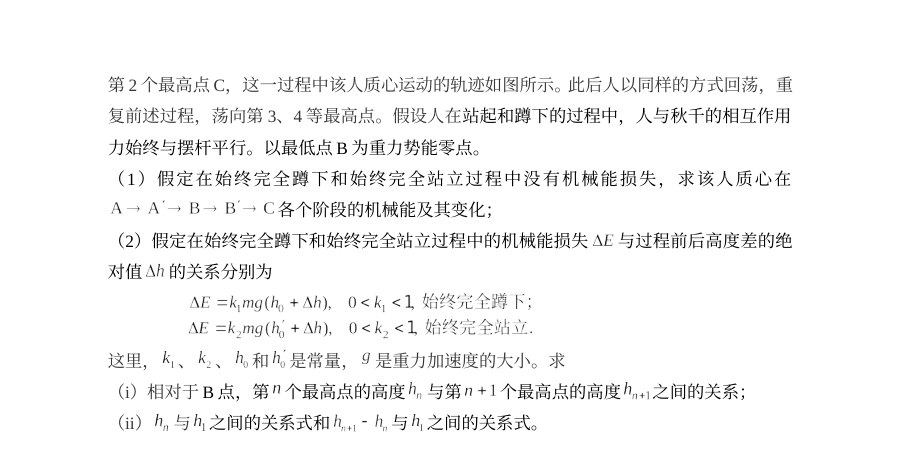 第 2 个最高点 C，这一过程中该人质心运动的轨迹如图所示。此后人以同样的方式回荡，重
复前述过程，荡向第 3、4 等最高点。假设人在站起和蹲下的过程中，人与秋千的相互作用
力始终与摆杆平行。以最低点 B 为重力势能零点。
（1）假定在始终完全蹲下和始终完全站立过程中没有机械能损失，求该人质心在
A→ A′→ B→ B′→ C 各个阶段的机械能及其变化；
（2）假定在始终完全蹲下和始终完全站立过程中的机械能损失 ΔE 与过程前后高度差的绝
对值 Δh 的关系分别为
ΔE =k₁mg(h₀ + Δh), 0 < k₁ < 1, 始终完全蹲下；
ΔE =k₂mg(h₀′ + Δh), 0 < k₂ < 1, 始终完全站立.
这里，k₁、k₂、h₀ 和 h₀′ 是常量，g 是重力加速度的大小。求
（i）相对于 B 点，第 n 个最高点的高度 hₙ 与第 n + 1 个最高点的高度 hₙ₊₁ 之间的关系；
（ii）hₙ 与 h₁ 之间的关系式和 hₙ₊₁ - hₙ 与 h₁ 之间的关系式。